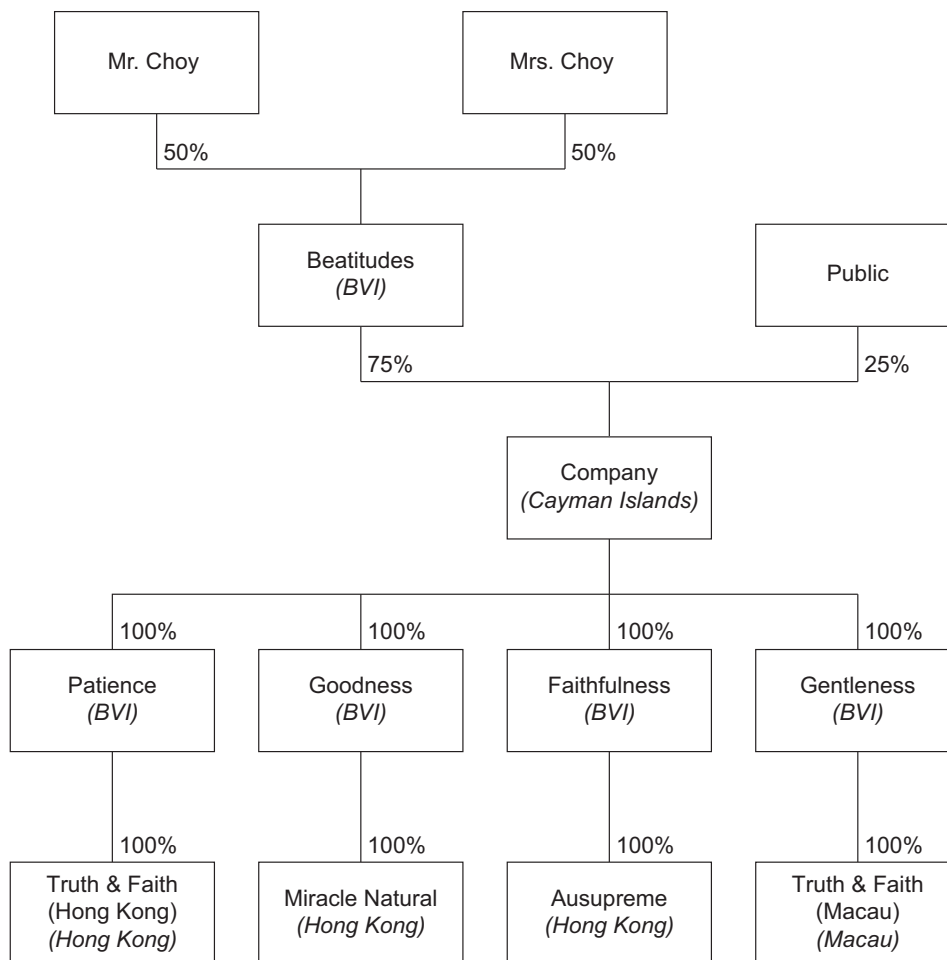 Mr. Choy
Mrs. Choy
50%
50%
Beatitudes
(BVI)
Public
75%
25%
Company
(Cayman Islands)
100%
100%
100%
100%
Patience
(BVI)
Goodness
(BVI)
Faithfulness
(BVI)
Gentleness
(BVI)
100%
100%
100%
100%
Truth & Faith
(Hong Kong)
(Hong Kong)
Miracle Natural
(Hong Kong)
Ausupreme
(Hong Kong)
Truth & Faith
(Macau)
(Macau)